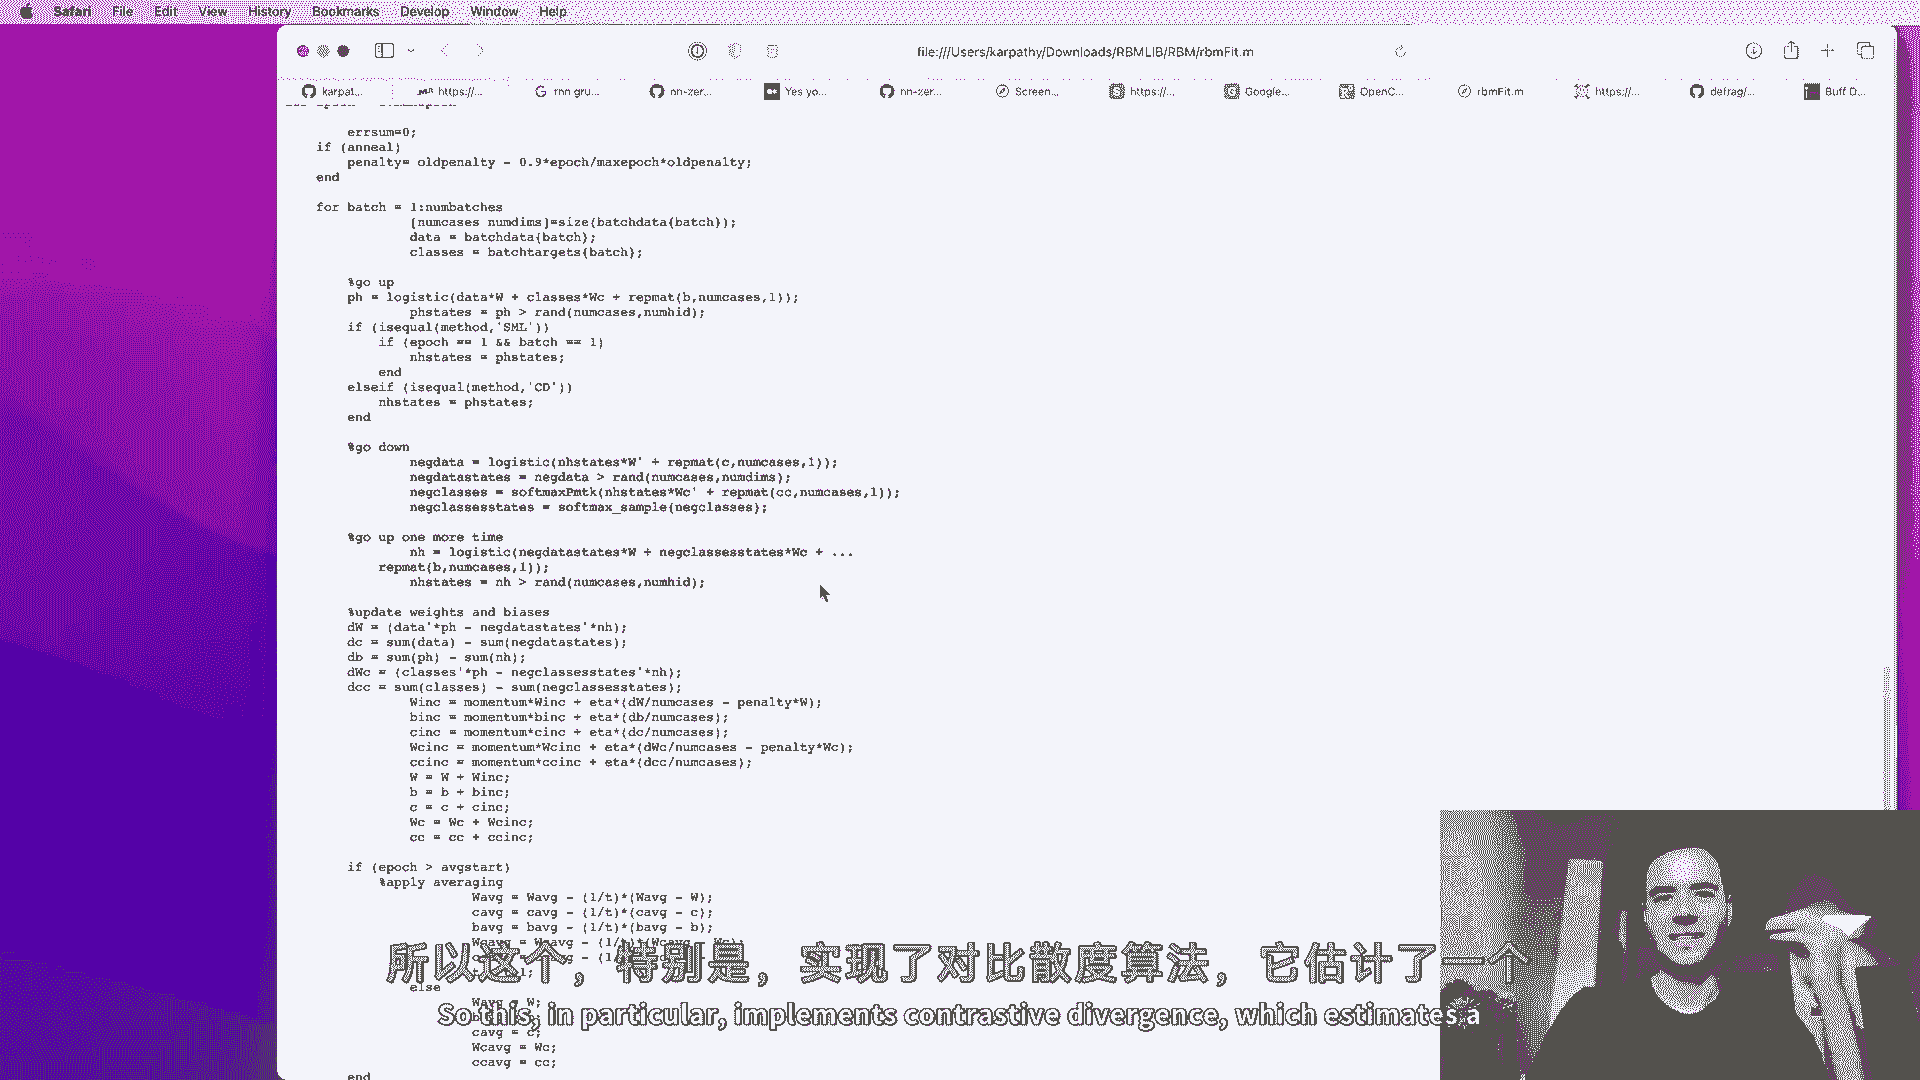 Safari File Edit View History Bookmarks Develop Window Help
file:///Users/karpathy/Downloads/RBMLIB/RBM/rbmFit.m
karpat... https://... rnn gru... nn-zer... Yes yo... nn-zer... Screen... https://... Google... OpenC... rbmFit.m https://... defrag/... Buff D...
errsum=0;
if (anneal)
penalty= oldpenalty - 0.9*epoch/maxepoch*oldpenalty;
end
for batch = 1:numbatches
[numcases numdims]=size(batchdata{batch});
data = batchdata{batch};
classes = batchtargets{batch};
%go up
ph = logistic(data*W + classes*Wc + repmat(b,numcases,1));
phstates = ph > rand(numcases,numhid);
if (isequal(method,'SML'))
if (epoch == 1 && batch == 1)
nhstates = phstates;
end
elseif (isequal(method,'CD'))
nhstates = phstates;
end
%go down
negdata = logistic(nhstates*W' + repmat(c,numcases,1));
negdatastates = negdata > rand(numcases,numdims);
negclasses = softmaxPmtk(nhstates*Wc' + repmat(cc,numcases,1));
negclassesstates = softmax_sample(negclasses);
%go up one more time
nh = logistic(negdatastates*W + negclassesstates*Wc + ...
repmat(b,numcases,1));
nhstates = nh > rand(numcases,numhid);
%update weights and biases
dW = (data'*ph - negdatastates'*nh);
dc = sum(data) - sum(negdatastates);
db = sum(ph) - sum(nh);
dWc = (classes'*ph - negclassesstates'*nh);
dcc = sum(classes) - sum(negclassesstates);
Winc = momentum*Winc + eta*(dW/numcases - penalty*W);
binc = momentum*binc + eta*(db/numcases);
cinc = momentum*cinc + eta*(dc/numcases);
Wcinc = momentum*Wcinc + eta*(dWc/numcases - penalty*Wc);
ccinc = momentum*ccinc + eta*(dcc/numcases);
W = W + Winc;
b = b + binc;
c = c + cinc;
Wc = Wc + Wcinc;
cc = cc + ccinc;
if (epoch > avgstart)
%apply averaging
Wavg = Wavg - (1/t)*(Wavg - W);
cavg = cavg - (1/t)*(cavg - c);
bavg = bavg - (1/t)*(bavg - b);
所以这个，特别是，实现了对比散度算法，它估计了一个
else
Wavg = W;
So this, in particular, implements contrastive divergence, which estimates a
cavg = c;
Wcavg = Wc;
ccavg = cc;
end